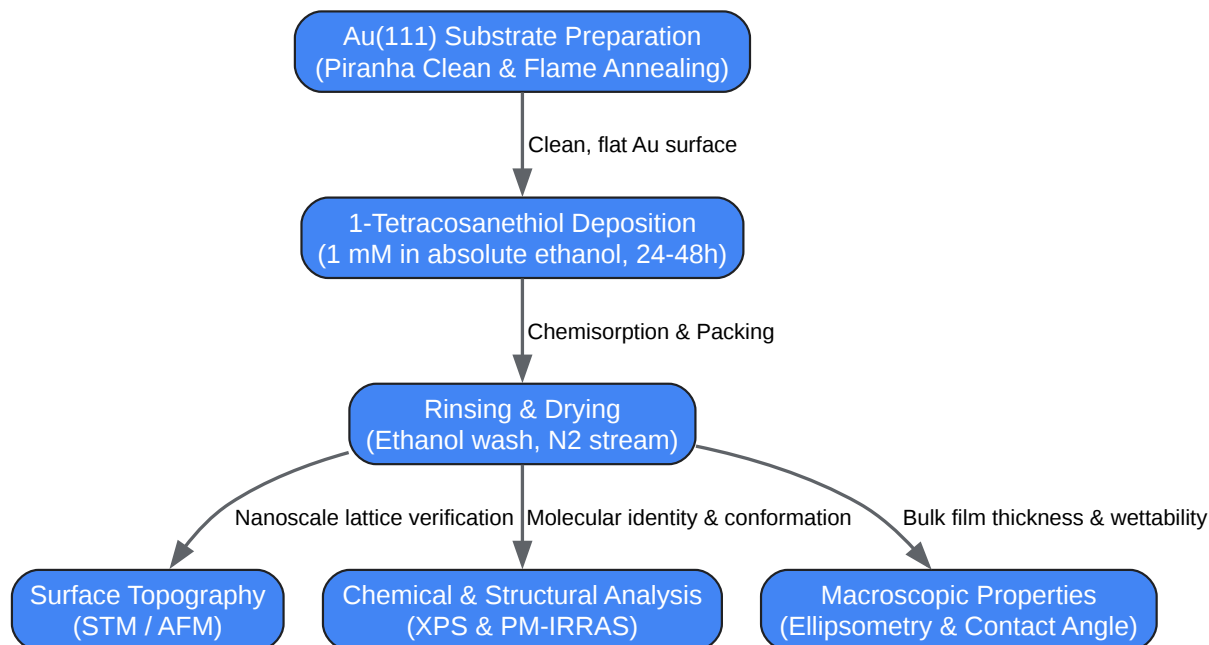 Au(111) Substrate Preparation
(Piranha Clean & Flame Annealing)
Clean, flat Au surface
1-Tetracosanethiol Deposition
(1 mM in absolute ethanol, 24-48h)
Chemisorption & Packing
Rinsing & Drying
(Ethanol wash, N2 stream)
Nanoscale lattice verification
Molecular identity & conformation
Bulk film thickness & wettability
Surface Topography
(STM / AFM)
Chemical & Structural Analysis
(XPS & PM-IRRAS)
Macroscopic Properties
(Ellipsometry & Contact Angle)